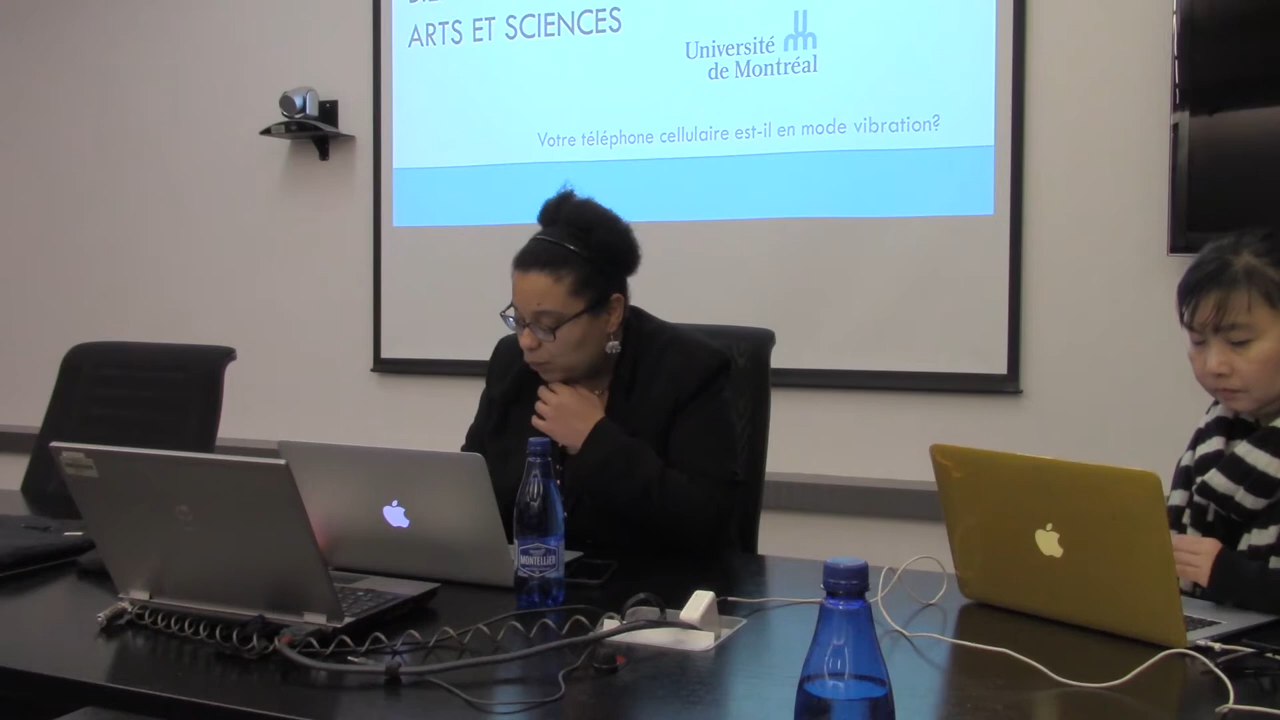 ARTS ET SCIENCES
Université
de Montréal
Votre téléphone cellulaire est-il en mode vibration?
MONTELLIER